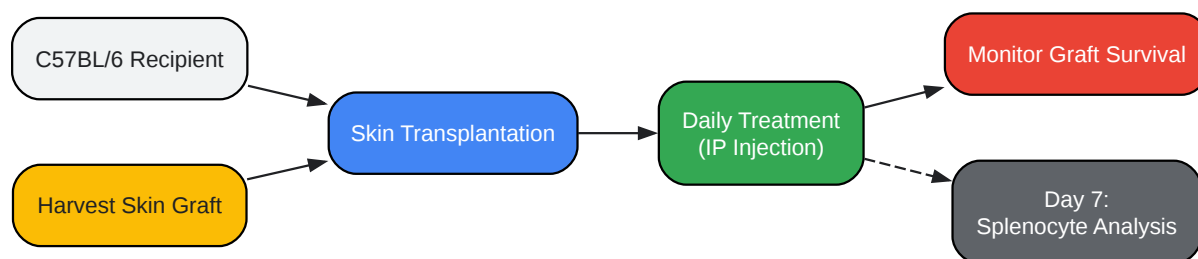 C57BL/6 Recipient
Harvest Skin Graft
Skin Transplantation
Daily Treatment
(IP Injection)
Monitor Graft Survival
Day 7:
Splenocyte Analysis